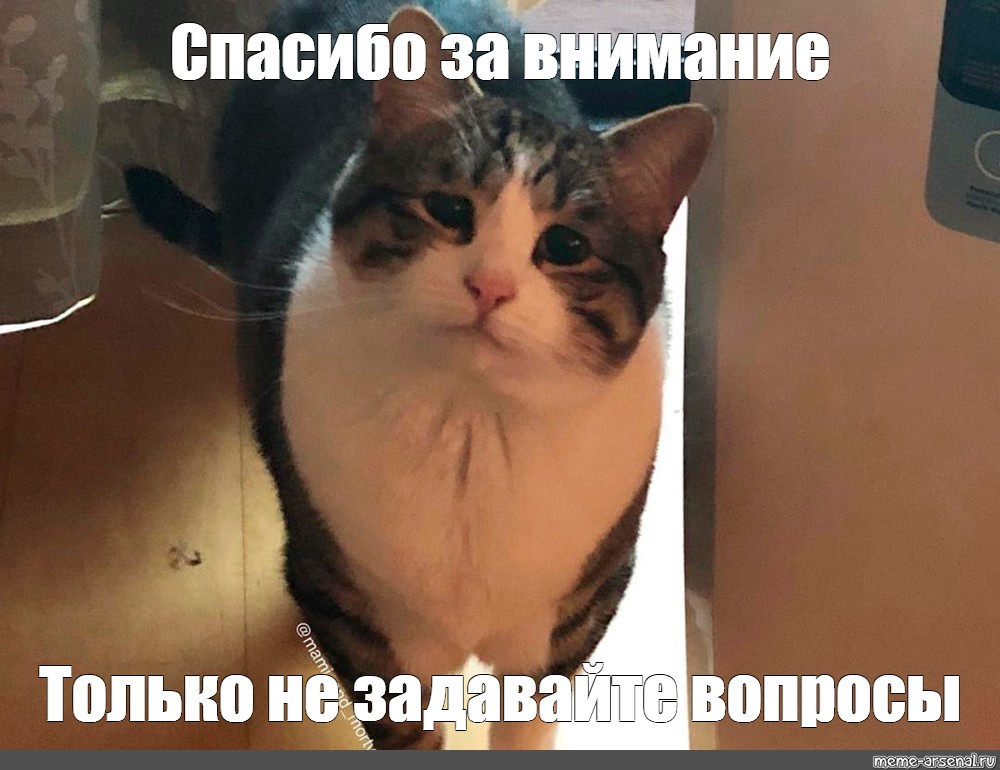 Спасибо за внимание
Только не задавайте вопросы
meme-arsenal.ru